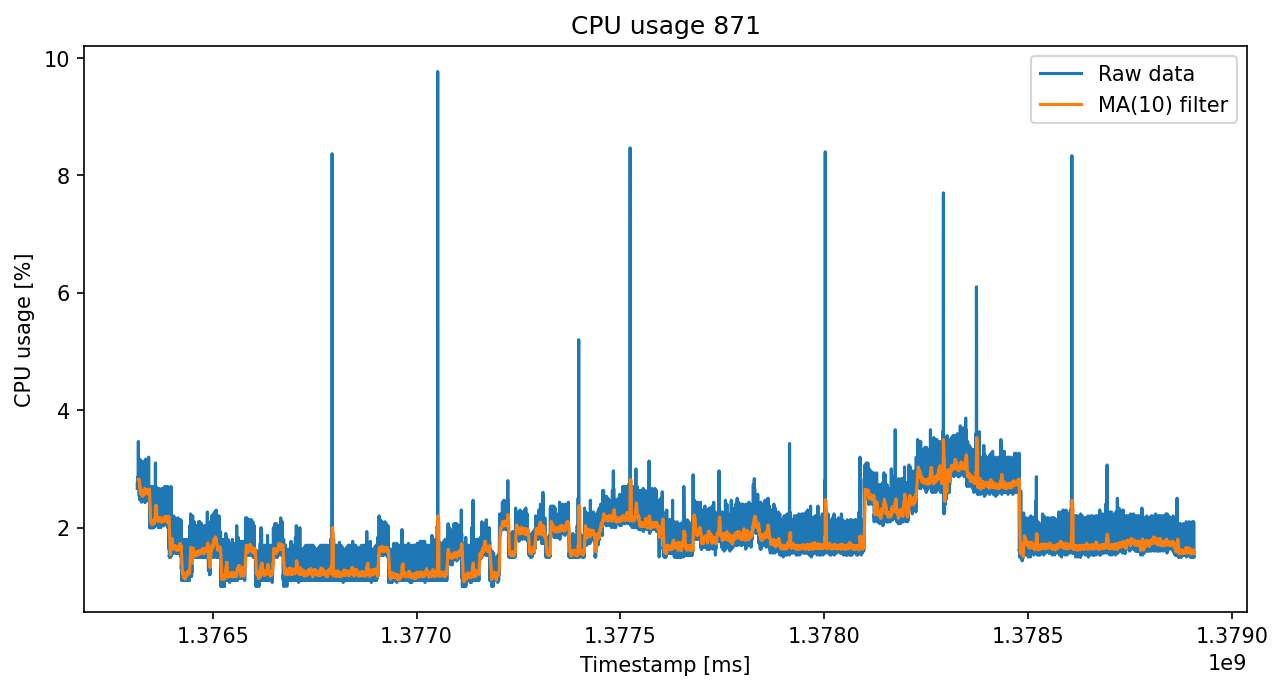 CPU usage 871
Raw data
MA(10) filter
CPU usage [%]
10
8
6
4
2
1.3765
1.3770
1.3775
1.3780
1.3785
1.3790
1e9
Timestamp [ms]